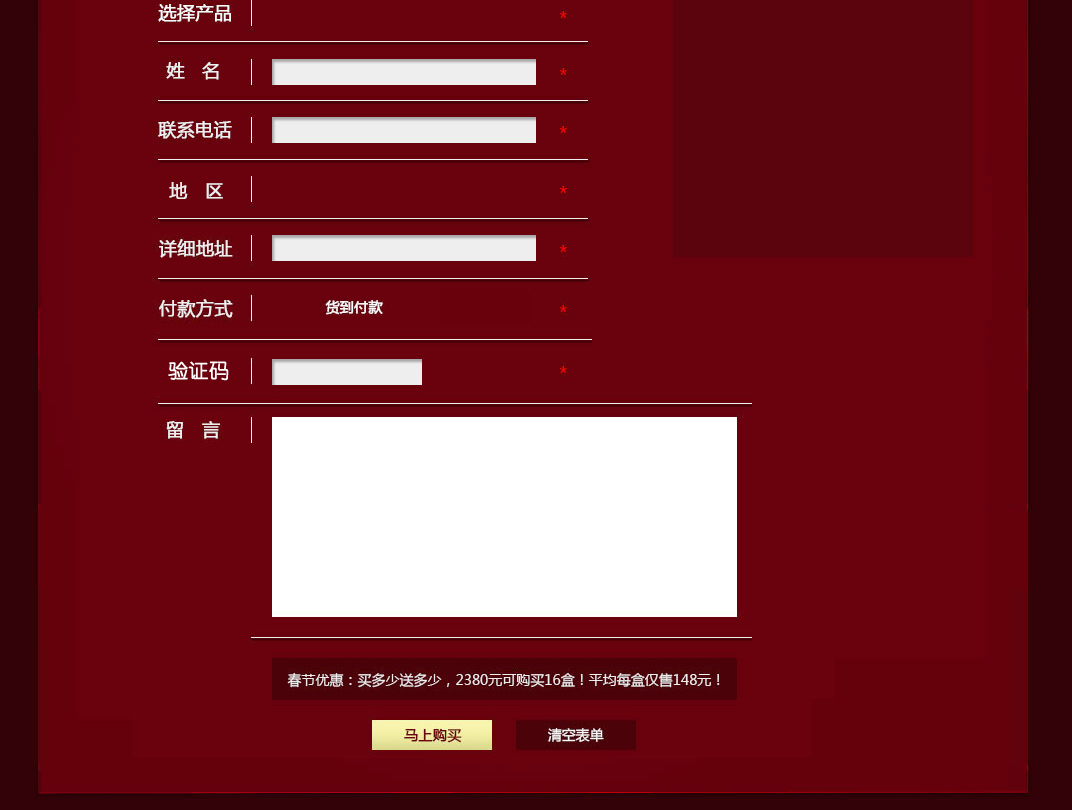 选择产品 *
姓 名 *
联系电话 *
地 区 *
详细地址 *
付款方式 货到付款 *
验证码 *
留 言
春节优惠：买多少送多少，2380元可购买16盒！平均每盒仅售148元！
马上购买 清空表单